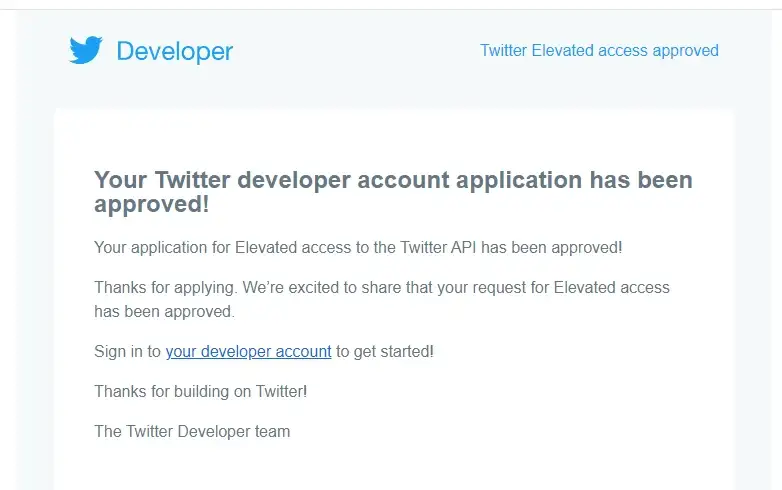 Developer
Twitter Elevated access approved
Your Twitter developer account application has been
approved!
Your application for Elevated access to the Twitter API has been approved!
Thanks for applying. We’re excited to share that your request for Elevated access
has been approved.
Sign in to your developer account to get started!
Thanks for building on Twitter!
The Twitter Developer team